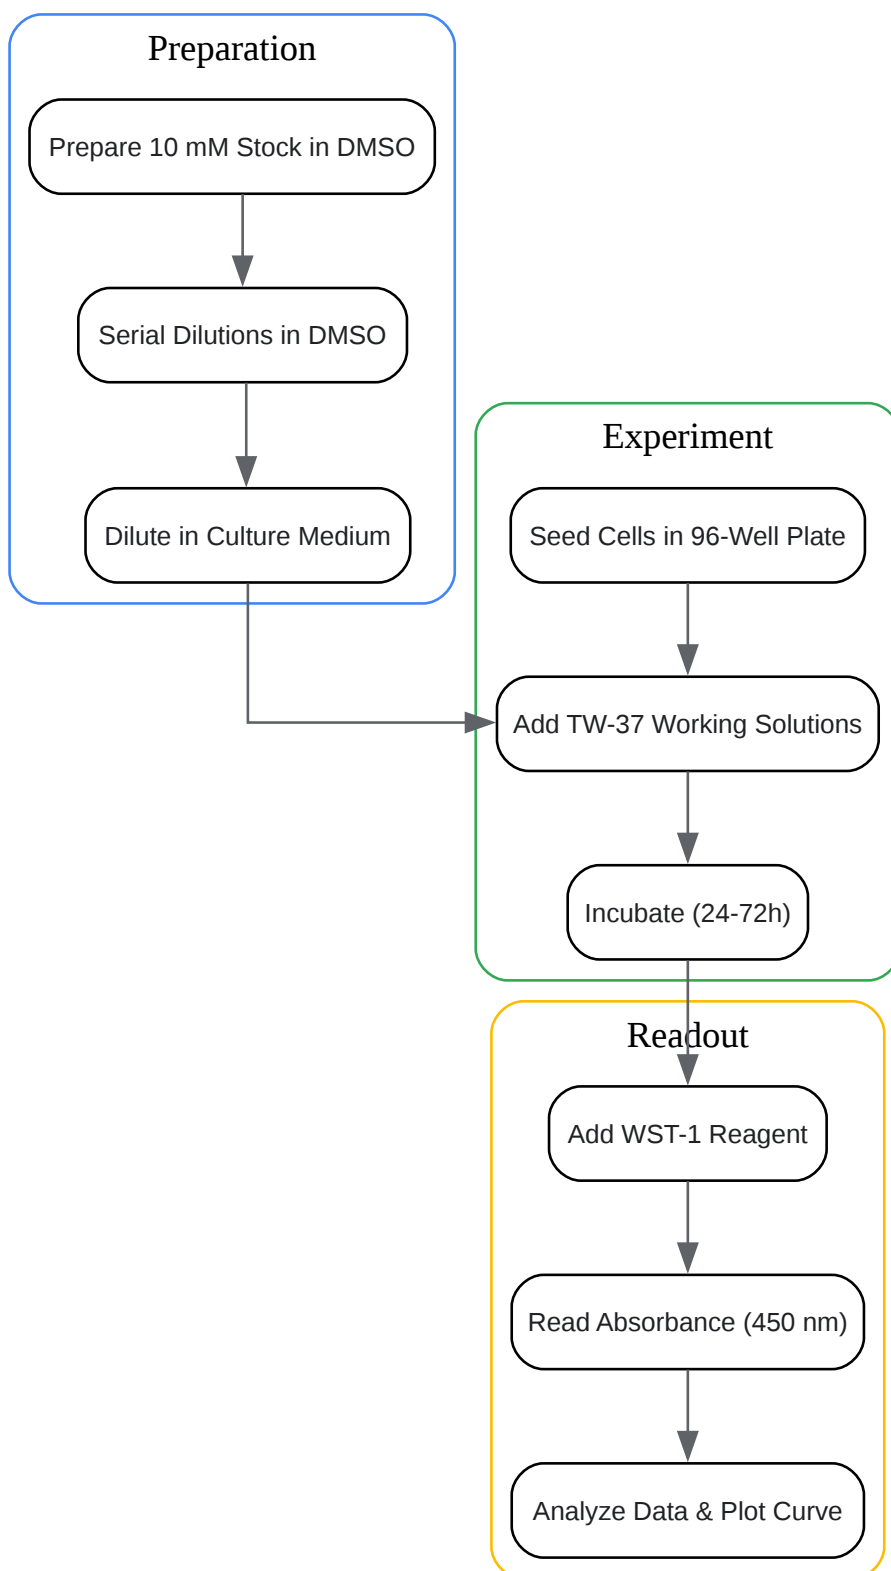 Preparation
Prepare 10 mM Stock in DMSO
Serial Dilutions in DMSO
Dilute in Culture Medium
Experiment
Seed Cells in 96-Well Plate
Add TW-37 Working Solutions
Incubate (24-72h)
Readout
Add WST-1 Reagent
Read Absorbance (450 nm)
Analyze Data & Plot Curve